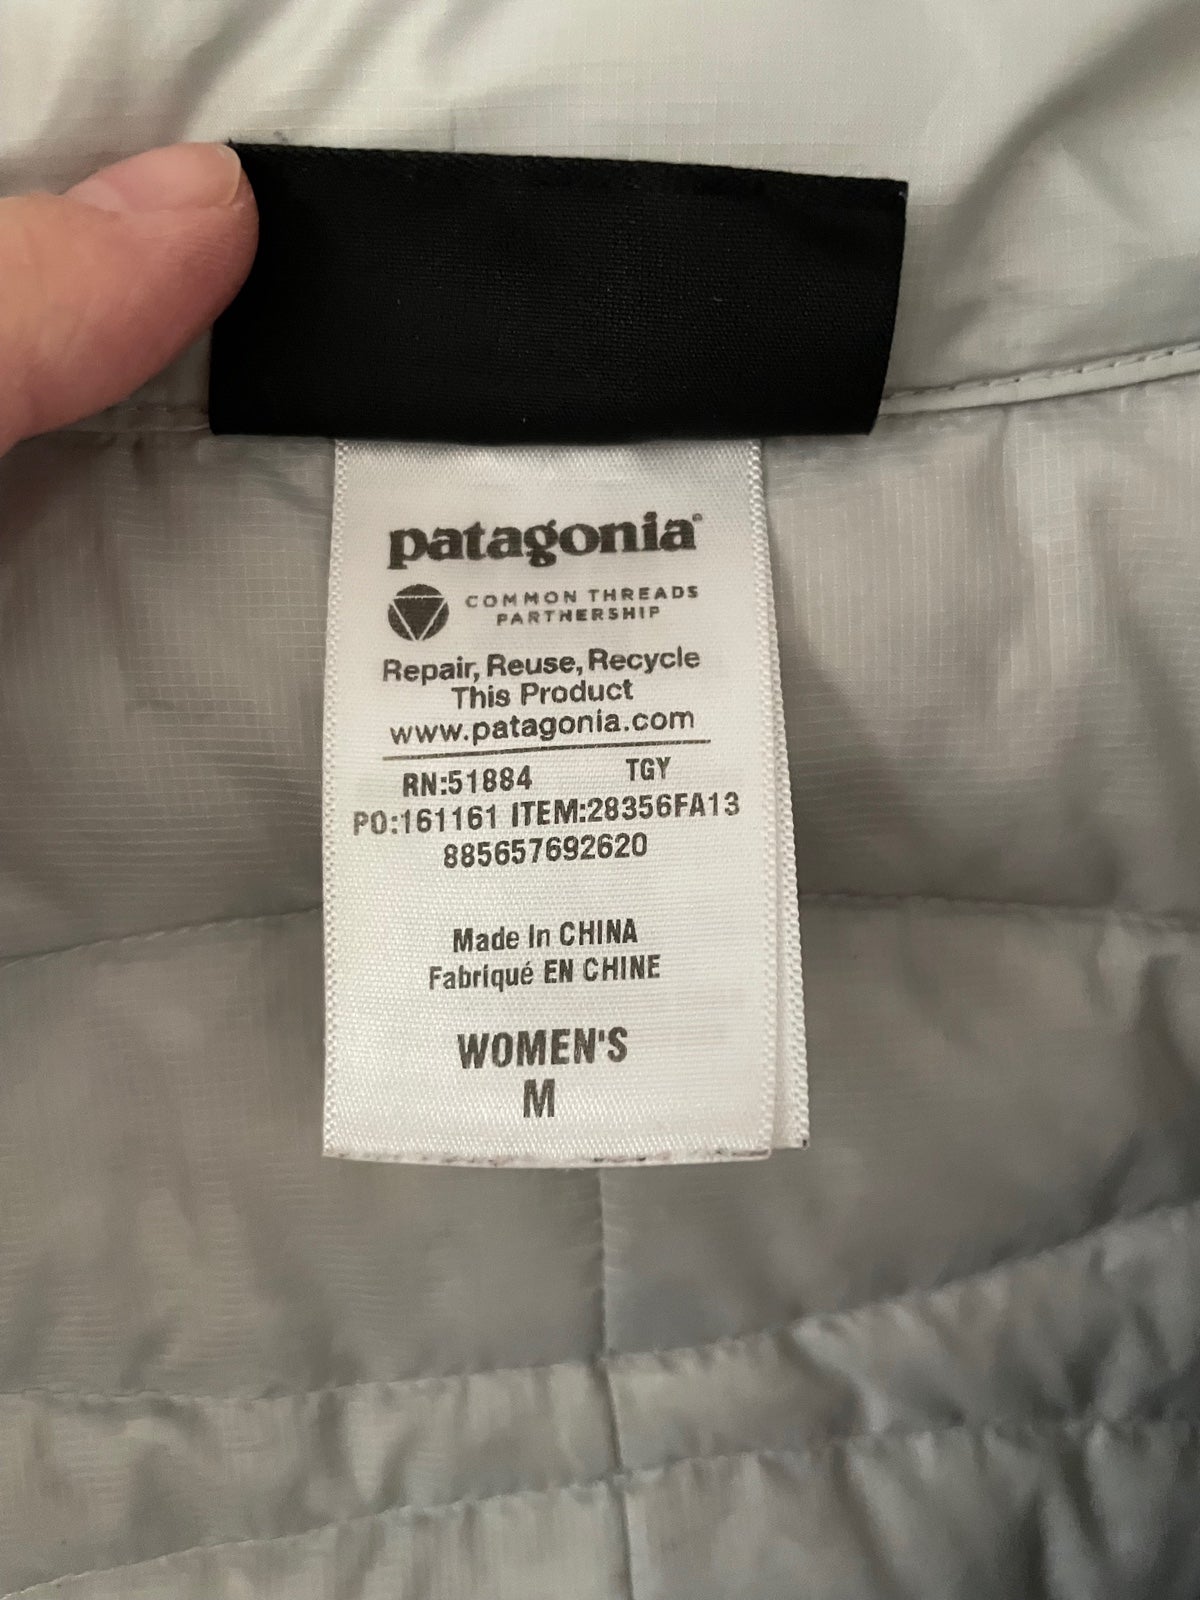 patagonia®
COMMON THREADS
PARTNERSHIP
Repair, Reuse, Recycle
This Product
www.patagonia.com
RN:51884 TGY
PO:161161 ITEM:28356FA13
885657692620
Made In CHINA
Fabriqué EN CHINE
WOMEN'S
M